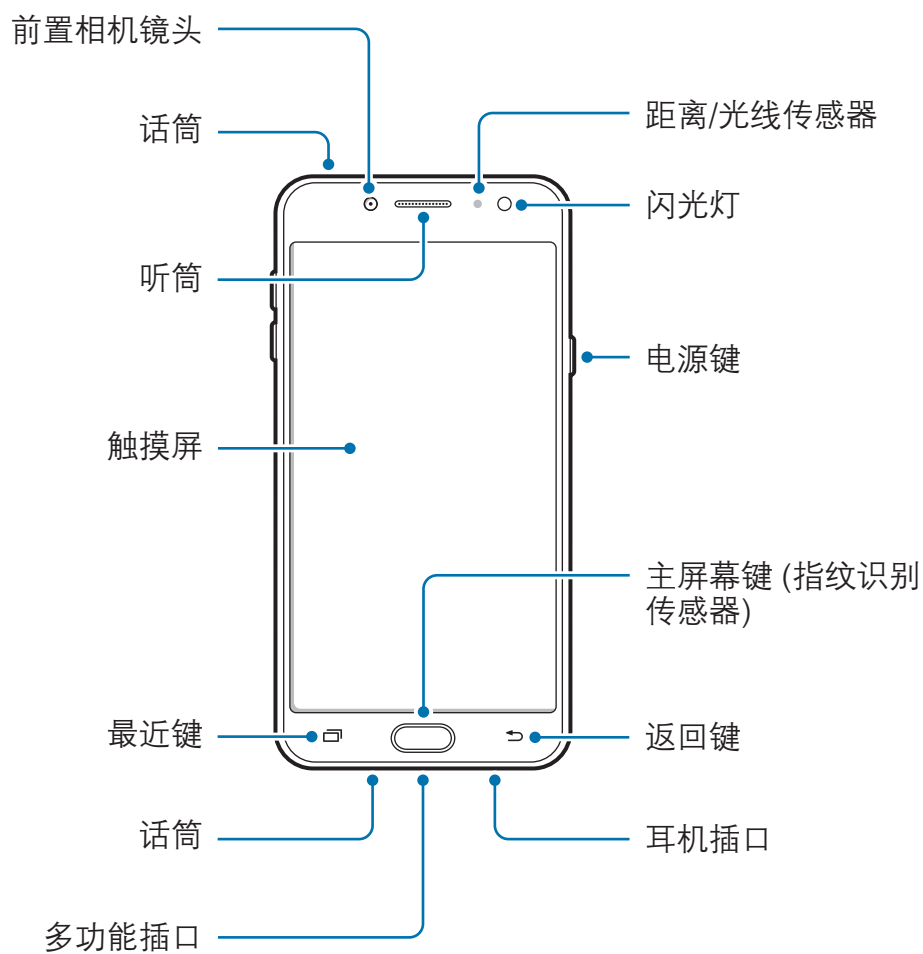 前置相机镜头
话筒
距离/光线传感器
闪光灯
听筒
电源键
触摸屏
主屏幕键 (指纹识别
传感器)
最近键
返回键
话筒
耳机插口
多功能插口